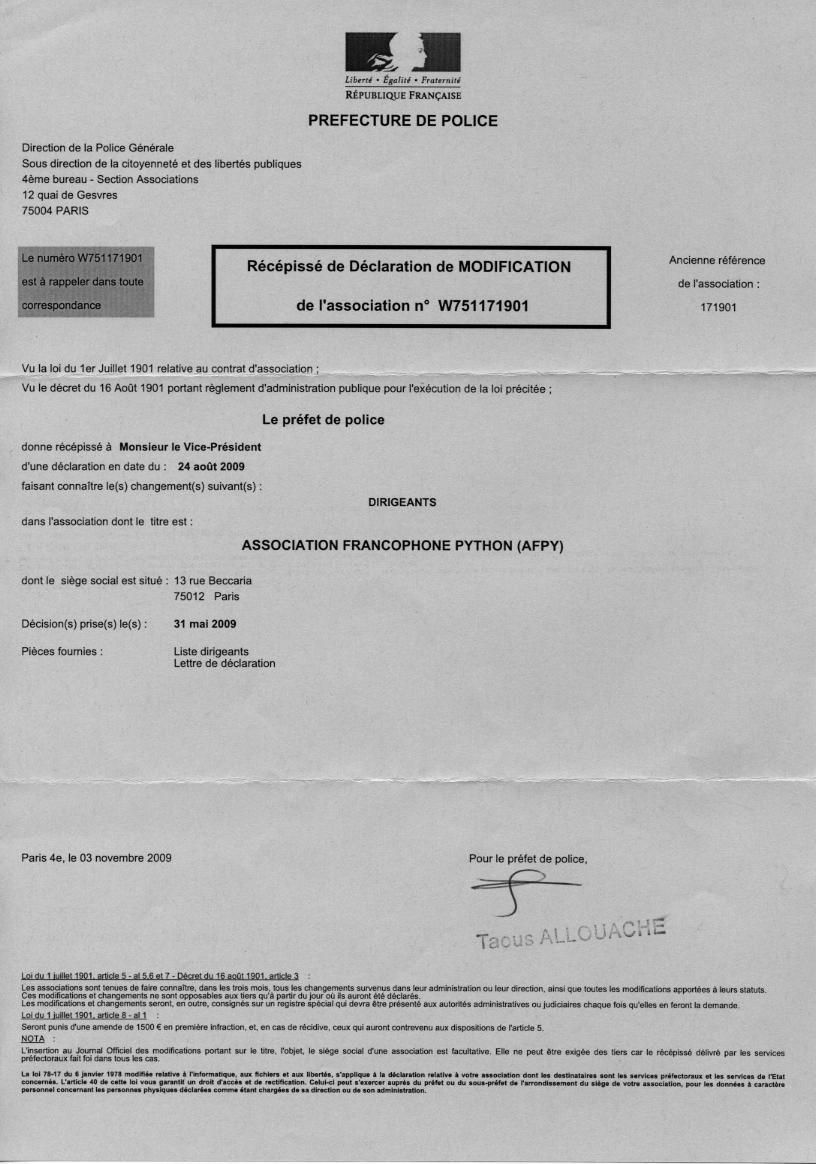 Liberté • Égalité • Fraternité
RÉPUBLIQUE FRANÇAISE
PREFECTURE DE POLICE
Direction de la Police Générale
Sous direction de la citoyenneté et des libertés publiques
4ème bureau - Section Associations
12 quai de Gesvres
75004 PARIS
Le numéro W751171901
est à rappeler dans toute
correspondance
Récépissé de Déclaration de MODIFICATION
de l'association n° W751171901
Ancienne référence
de l'association :
171901
Vu la loi du 1er Juillet 1901 relative au contrat d'association ;
Vu le décret du 16 Août 1901 portant règlement d'administration publique pour l'exécution de la loi précitée ;
Le préfet de police
donne récépissé à Monsieur le Vice-Président
d'une déclaration en date du : 24 août 2009
faisant connaître le(s) changement(s) suivant(s) :
DIRIGEANTS
dans l'association dont le titre est :
ASSOCIATION FRANCOPHONE PYTHON (AFPY)
dont le siège social est situé : 13 rue Beccaria
75012 Paris
Décision(s) prise(s) le(s) : 31 mai 2009
Pièces fournies : Liste dirigeants
Lettre de déclaration
Paris 4e, le 03 novembre 2009
Pour le préfet de police,
Taous ALLOUACHE
Loi du 1 juillet 1901, article 5 - al 5,6 et 7 - Décret du 16 août 1901, article 3 :
Les associations sont tenues de faire connaître, dans les trois mois, tous les changements survenus dans leur administration ou leur direction, ainsi que toutes les modifications apportées à leurs statuts.
Ces modifications et changements ne sont opposables aux tiers qu'à partir du jour où ils auront été déclarés.
Les modifications et changements seront, en outre, consignés sur un registre spécial qui devra être présenté aux autorités administratives ou judiciaires chaque fois qu'elles en feront la demande.
Loi du 1 juillet 1901, article 8 - al 1 :
Seront punis d'une amende de 1500 € en première infraction, et, en cas de récidive, ceux qui auront contrevenu aux dispositions de l'article 5.
NOTA :
L'insertion au Journal Officiel des modifications portant sur le titre, l'objet, le siège social d'une association est facultative. Elle ne peut être exigée des tiers car le récépissé délivré par les services
préfectoraux fait foi dans tous les cas.
La loi 78-17 du 6 janvier 1978 modifiée relative à l'informatique, aux fichiers et aux libertés, s'applique à la déclaration relative à votre association dont les destinataires sont les services préfectoraux et les services de l'Etat
concernés. L'article 40 de cette loi vous garantit un droit d'accès et de rectification. Celui-ci peut s'exercer auprès du préfet ou du sous-préfet de l'arrondissement du siège de votre association, pour les données à caractère
personnel concernant les personnes physiques déclarées comme étant chargées de sa direction ou de son administration.